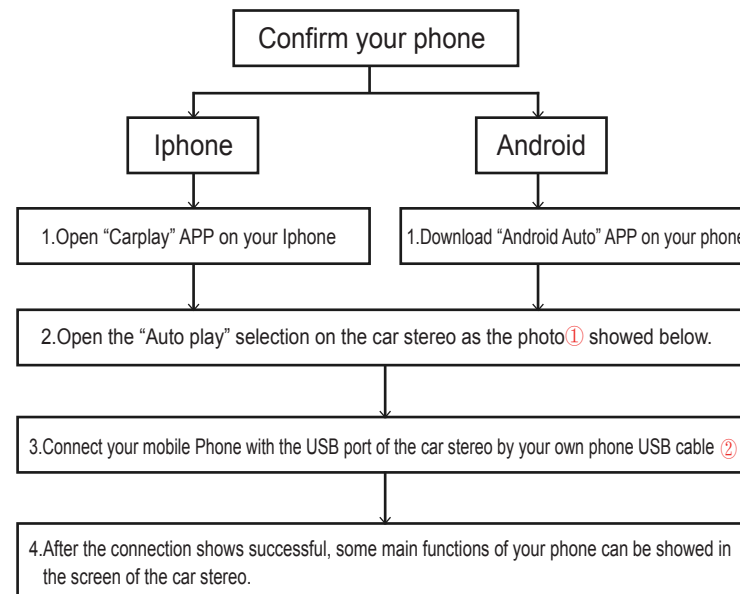 Confirm your phone
Iphone
Android
1.Open “Carplay” APP on your Iphone
1.Download “Android Auto” APP on your phone
2.Open the “Auto play” selection on the car stereo as the photo① showed below.
3.Connect your mobile Phone with the USB port of the car stereo by your own phone USB cable ②
4.After the connection shows successful, some main functions of your phone can be showed in
the screen of the car stereo.